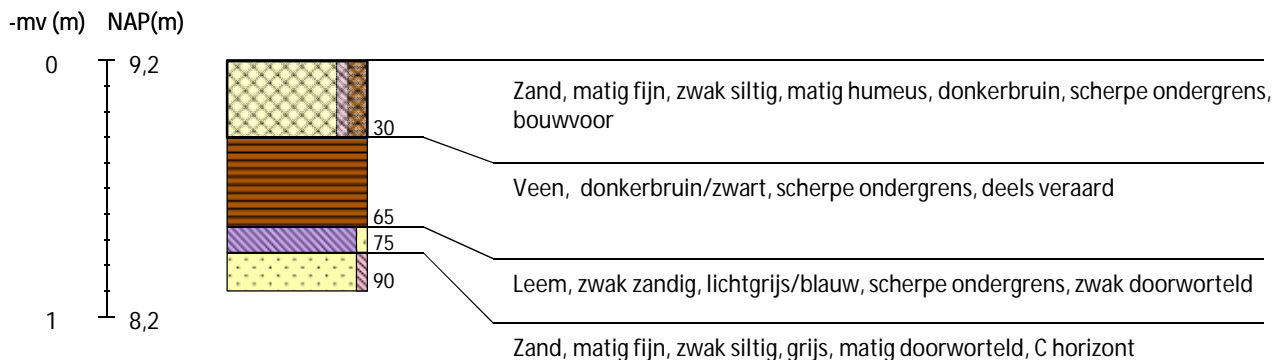 -mv (m) NAP(m)
0 9,2
Zand, matig fijn, zwak siltig, matig humeus, donkerbruin, scherpe ondergrens,
bouwvoor
30
Veen, donkerbruin/zwart, scherpe ondergrens, deels veraard
65
75
Leem, zwak zandig, lichtgrijs/blauw, scherpe ondergrens, zwak doorworteld
90
1 8,2
Zand, matig fijn, zwak siltig, grijs, matig doorworteld, C horizont